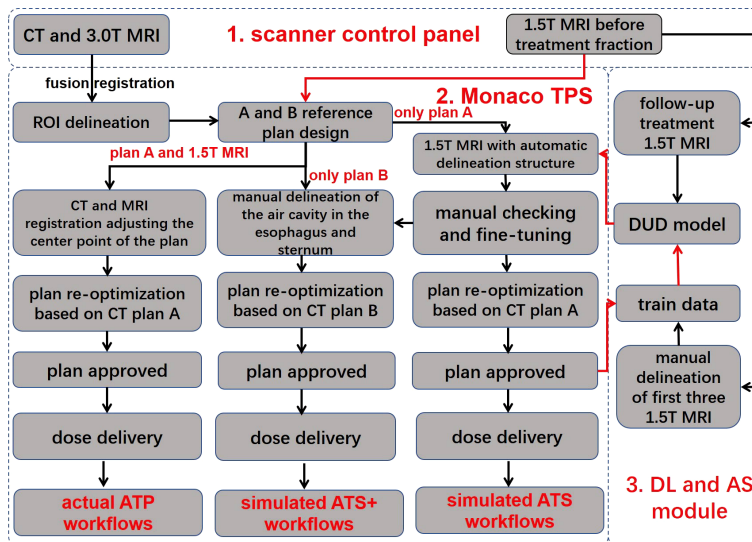 CT and 3.0T MRI
1. scanner control panel
1.5T MRI before
treatment fraction
fusion registration
2. Monaco TPS
ROI delineation
A and B reference
plan design
only plan A
follow-up
treatment
1.5T MRI
plan A and 1.5T MRI
only plan B
1.5T MRI with automatic
delineation structure
CT and MRI
registration adjusting the
center point of the plan
manual delineation of
the air cavity in the
esophagus and
sternum
manual checking
and fine-tuning
DUD model
plan re-optimization
based on CT plan A
plan re-optimization
based on CT plan B
plan re-optimization
based on CT plan A
train data
plan approved
plan approved
plan approved
manual
delineation
of first three
1.5T MRI
dose delivery
dose delivery
dose delivery
actual ATP
workflows
simulated ATS+
workflows
simulated ATS
workflows
3. DL and AS
module